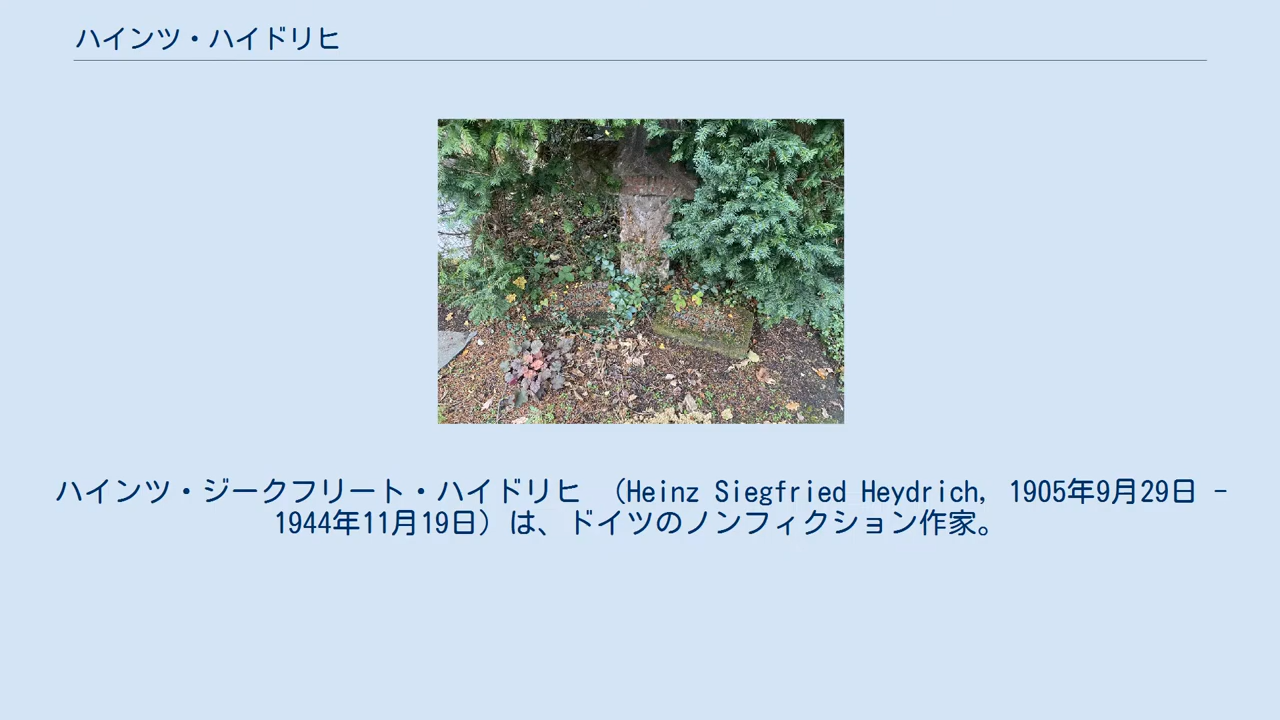 ハインツ・ハイドリヒ
ハインツ・ジークフリート・ハイドリヒ （Heinz Siegfried Heydrich, 1905年9月29日 -
1944年11月19日）は、ドイツのノンフィクション作家。